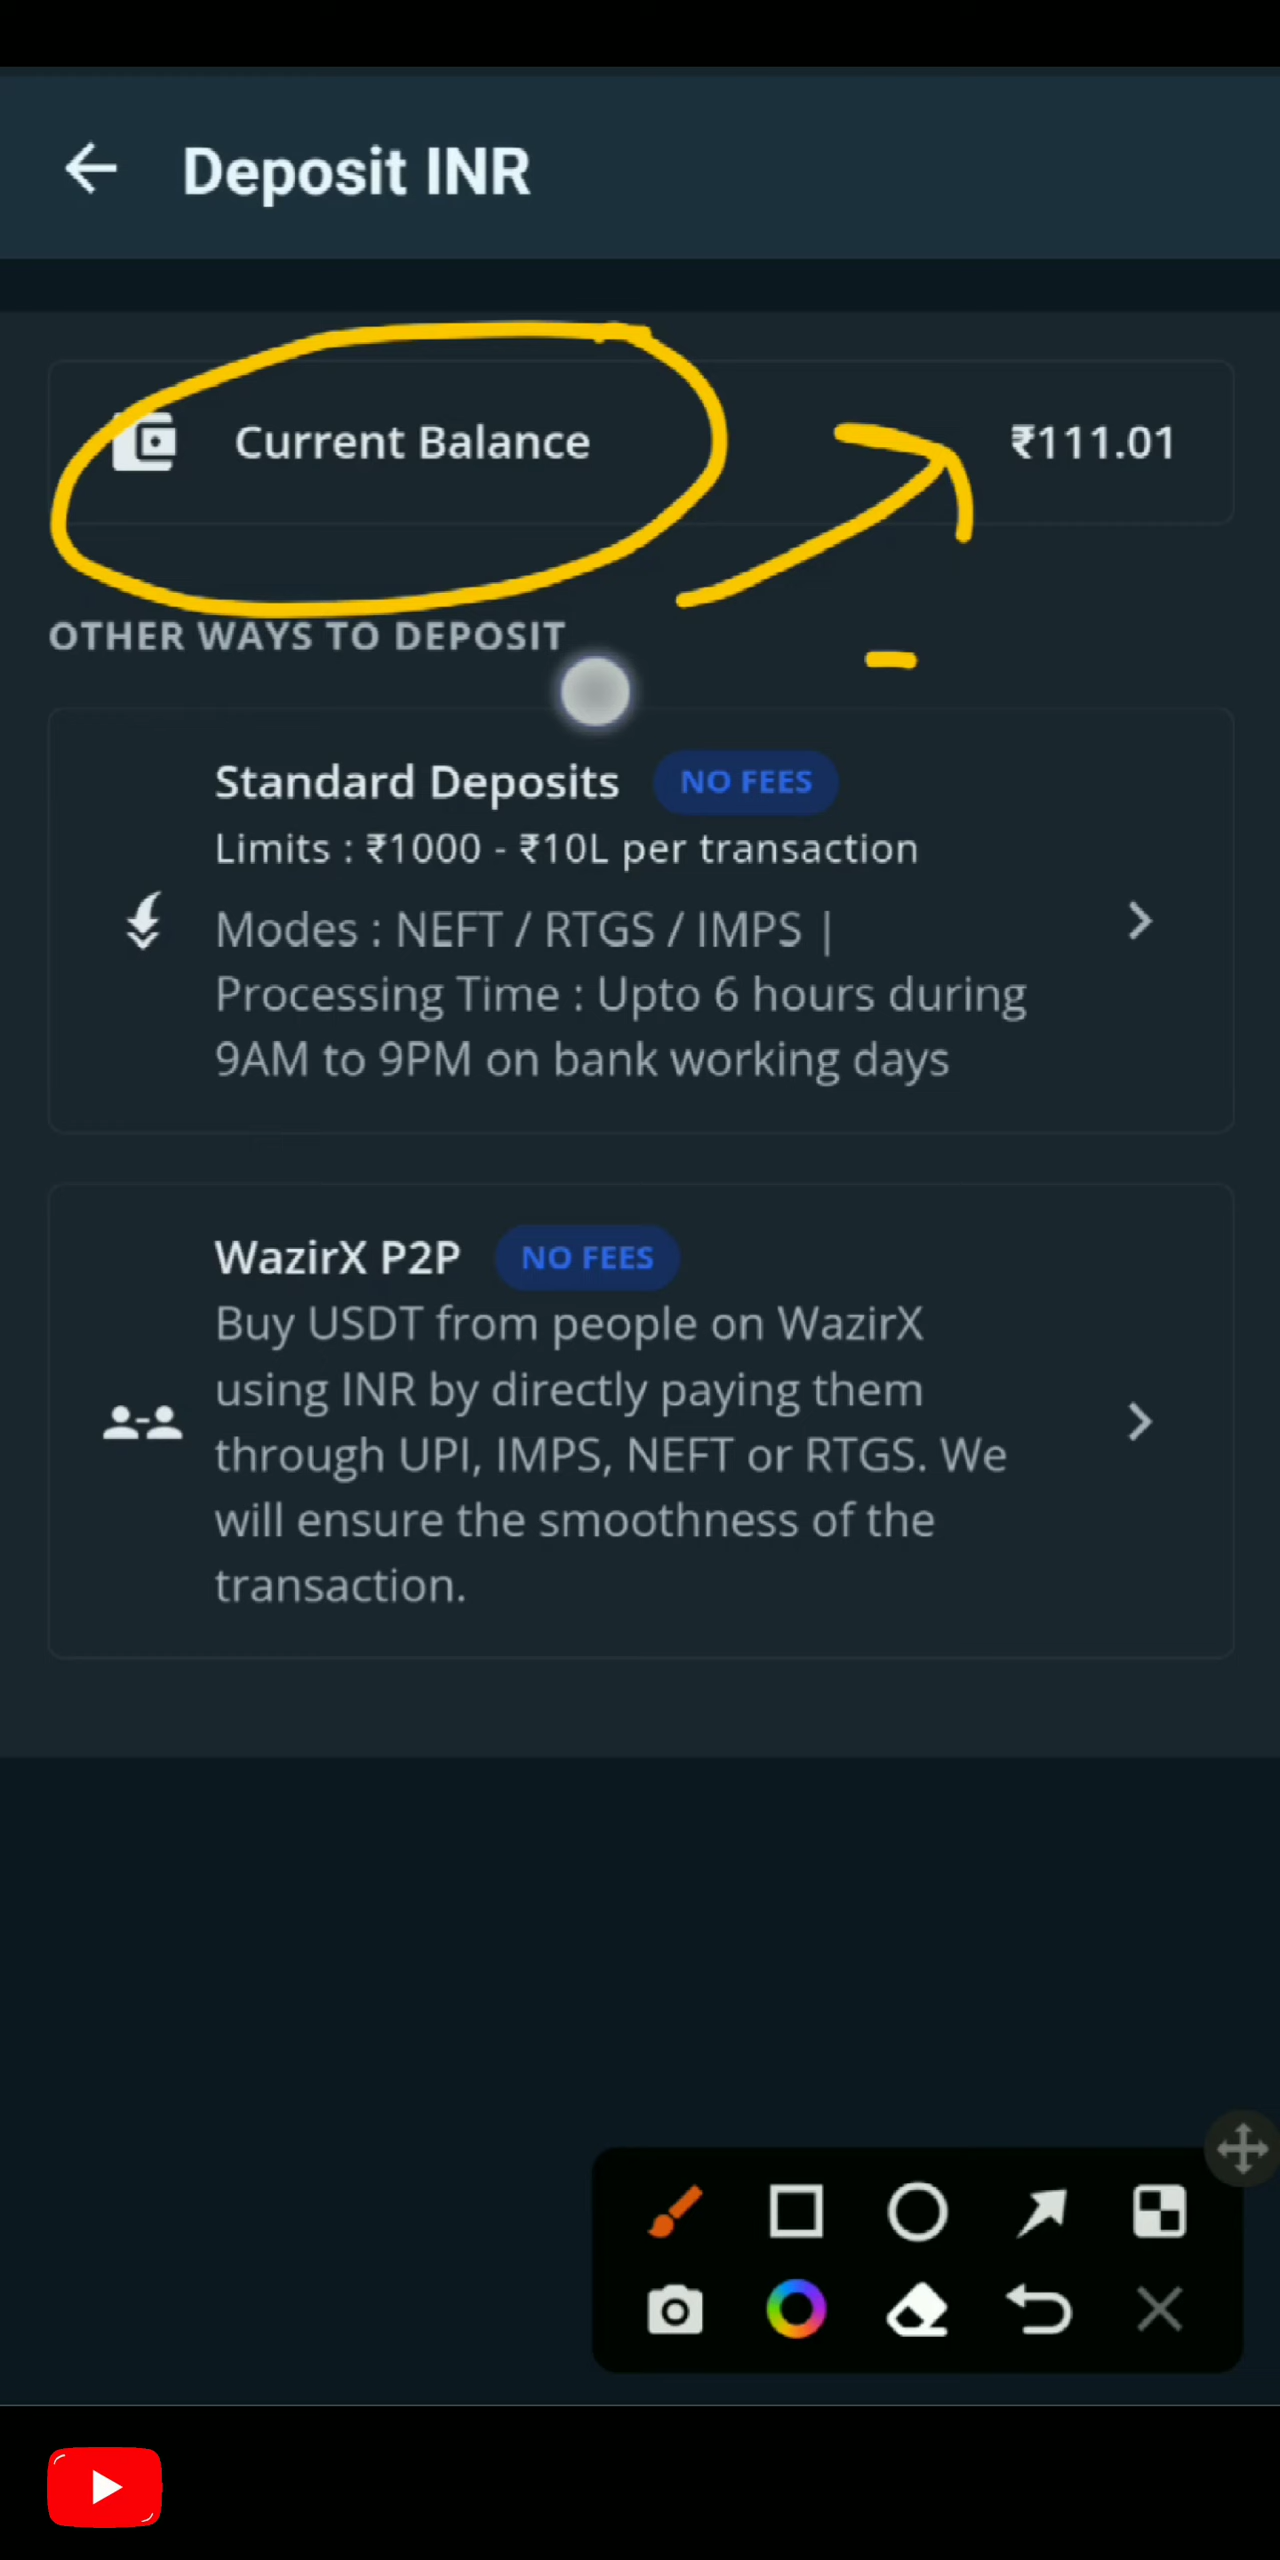 Deposit INR
Current Balance
₹111.01
OTHER WAYS TO DEPOSIT
Standard Deposits
NO FEES
Limits : ₹1000 - ₹10L per transaction
Modes : NEFT / RTGS / IMPS |
Processing Time : Upto 6 hours during
9AM to 9PM on bank working days
WazirX P2P
NO FEES
Buy USDT from people on WazirX
using INR by directly paying them
through UPI, IMPS, NEFT or RTGS. We
will ensure the smoothness of the
transaction.